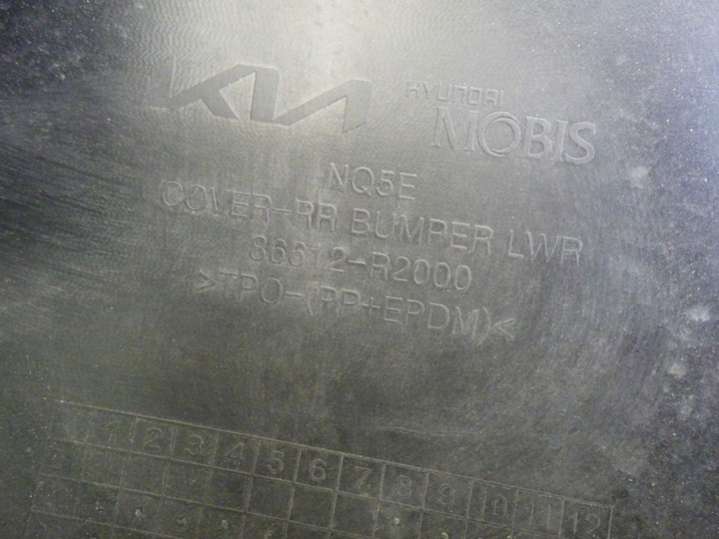 KIA
HYUNDAI
MOBIS
NQ5E
COVER-RR BUMPER LWR
86612-R2000
>TPO-(PP+EPDM)<
1 2 3 4 5 6 7 8 9 10 11 12